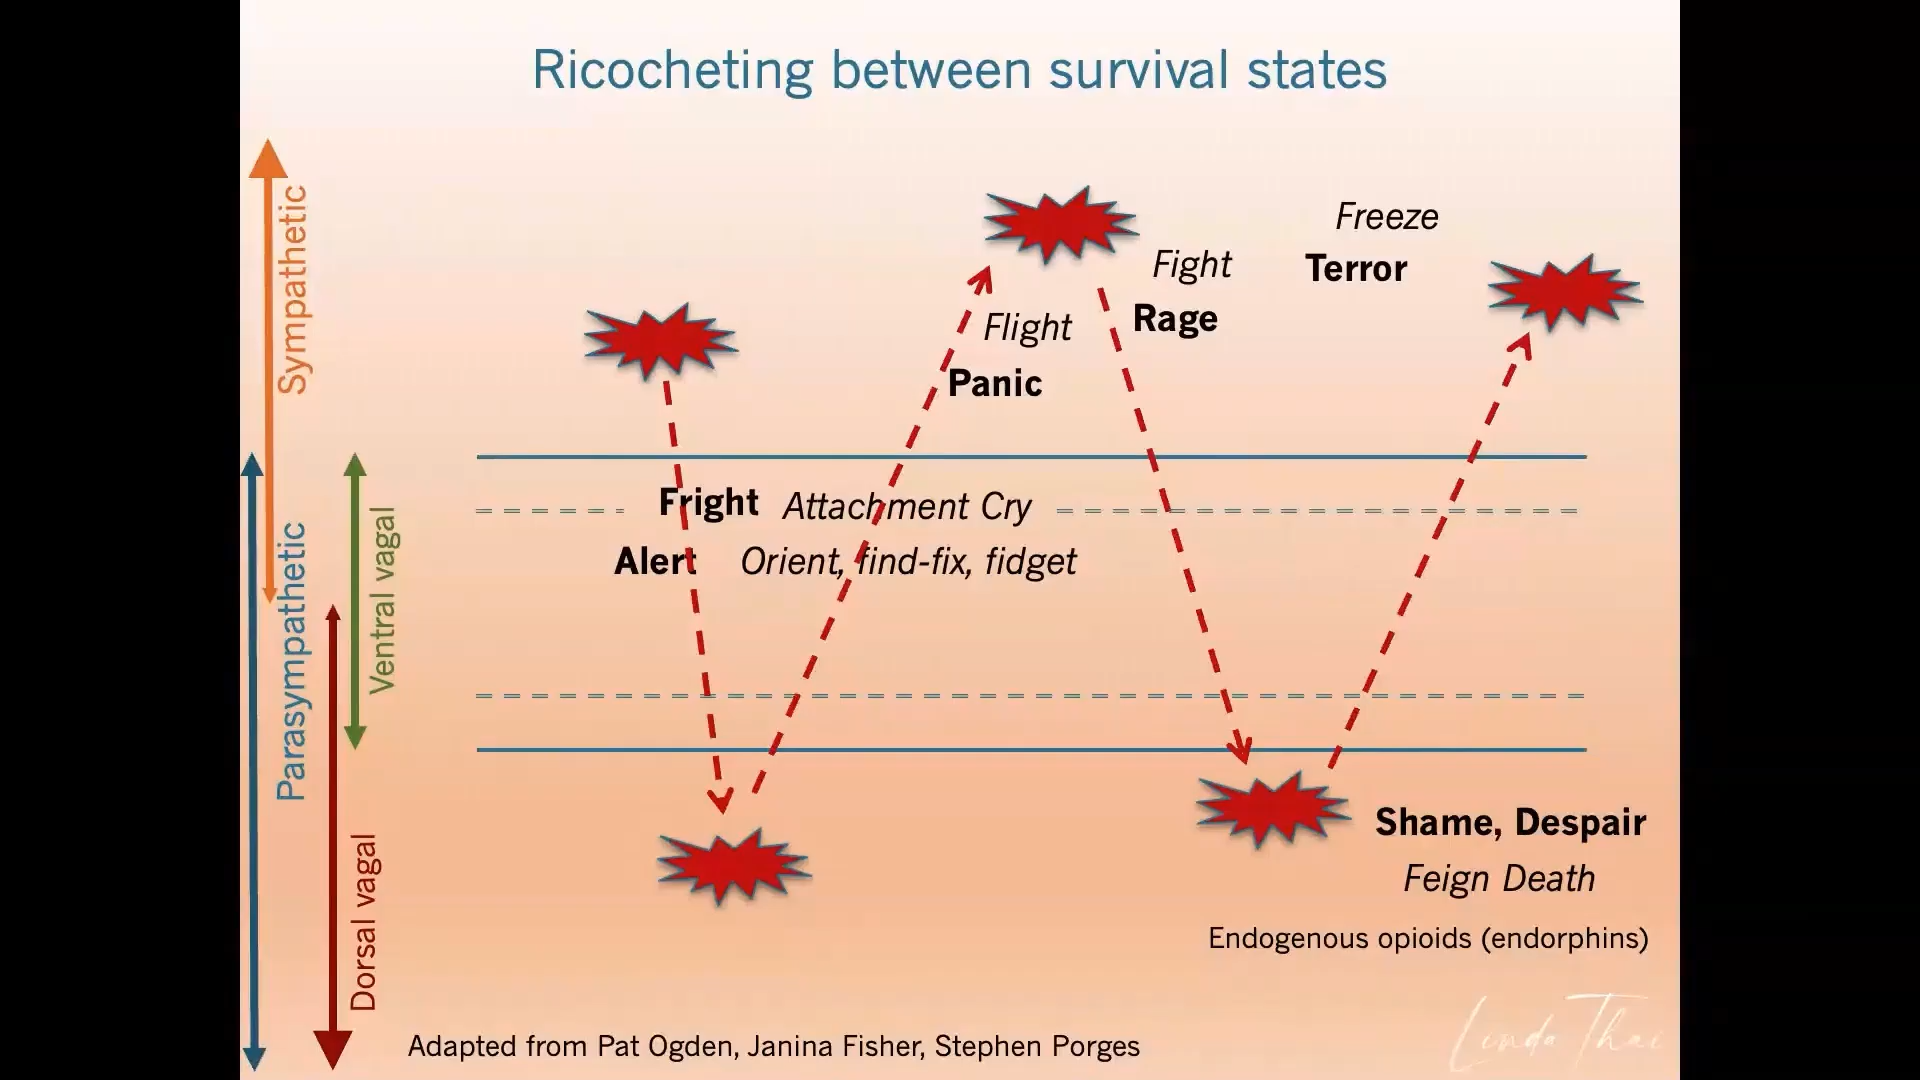 Ricocheting between survival states
Sympathetic
Parasympathetic
Ventral vagal
Dorsal vagal
Freeze
Terror
Fight
Rage
Flight
Panic
Fright Attachment Cry
Alert Orient, find-fix, fidget
Shame, Despair
Feign Death
Endogenous opioids (endorphins)
Adapted from Pat Ogden, Janina Fisher, Stephen Porges
Linda Thai